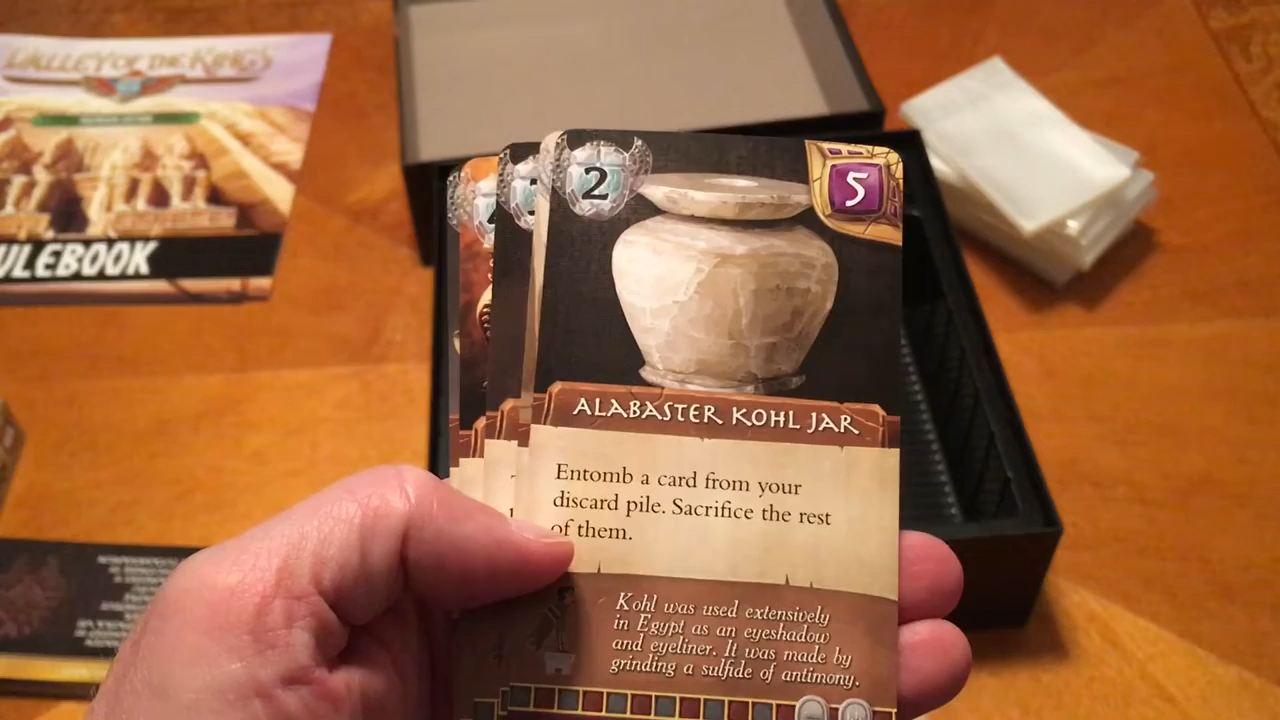 VALLEY OF THE KINGS
ULEBOOK
2
5
ALABASTER KOHL JAR
Entomb a card from your
discard pile. Sacrifice the rest
of them.
Kohl was used extensively
in Egypt as an eyeshadow
and eyeliner. It was made by
grinding a sulfide of antimony.